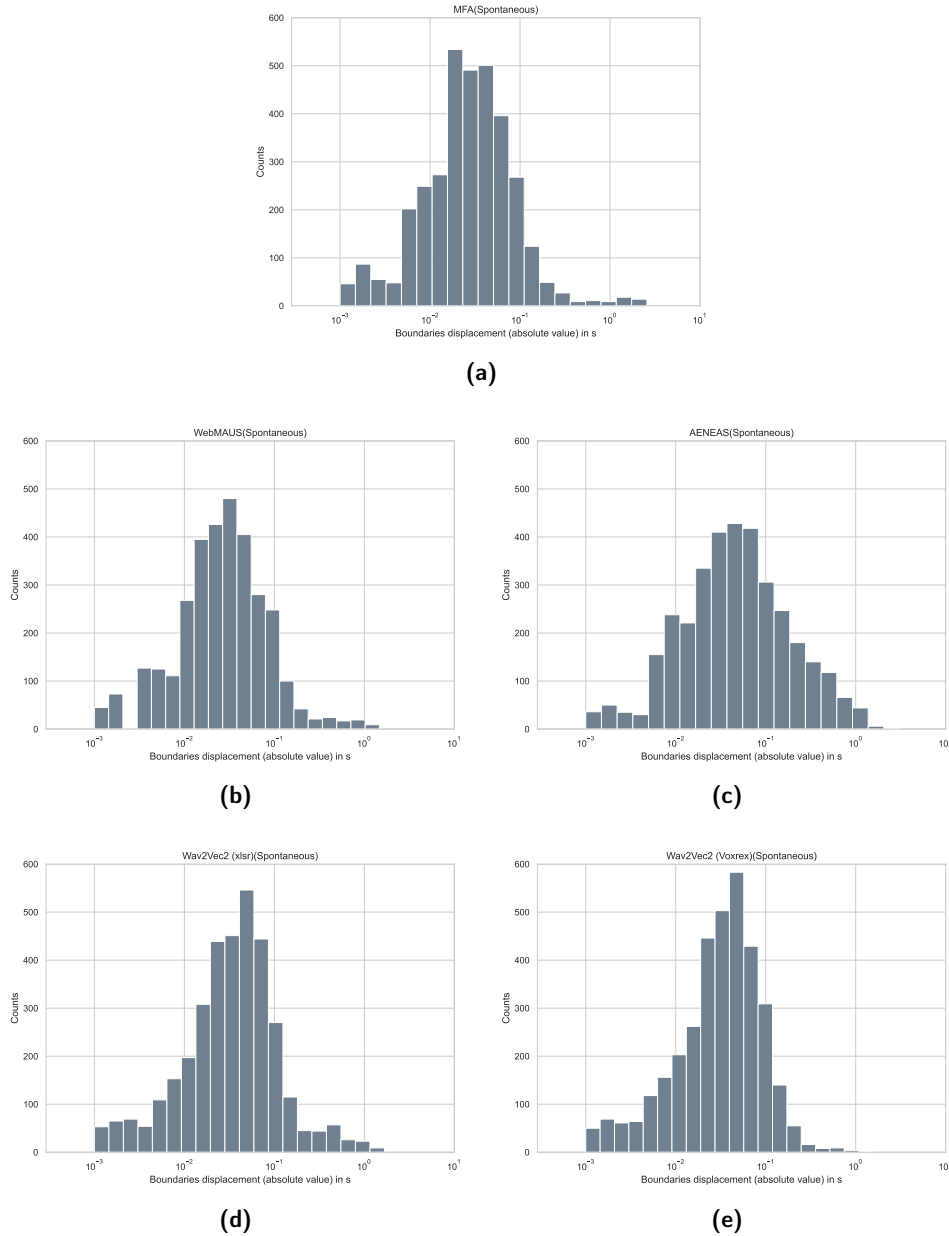 MFA(Spontaneous)
600
500
400
300
200
100
0
Counts
10⁻³ 10⁻² 10⁻¹ 10⁰ 10¹
Boundaries displacement (absolute value) in s
(a)
WebMAUS(Spontaneous)
600
500
400
300
200
100
0
Counts
10⁻³ 10⁻² 10⁻¹ 10⁰ 10¹
Boundaries displacement (absolute value) in s
(b)
AENEAS(Spontaneous)
600
500
400
300
200
100
0
Counts
10⁻³ 10⁻² 10⁻¹ 10⁰ 10
Boundaries displacement (absolute value) in s
(c)
Wav2Vec2 (xlsr)(Spontaneous)
600
500
400
300
200
100
0
Counts
10⁻³ 10⁻² 10⁻¹ 10⁰ 10¹
Boundaries displacement (absolute value) in s
(d)
Wav2Vec2 (Voxrex)(Spontaneous)
600
500
400
300
200
100
0
Counts
10⁻³ 10⁻² 10⁻¹ 10⁰ 10
Boundaries displacement (absolute value) in s
(e)